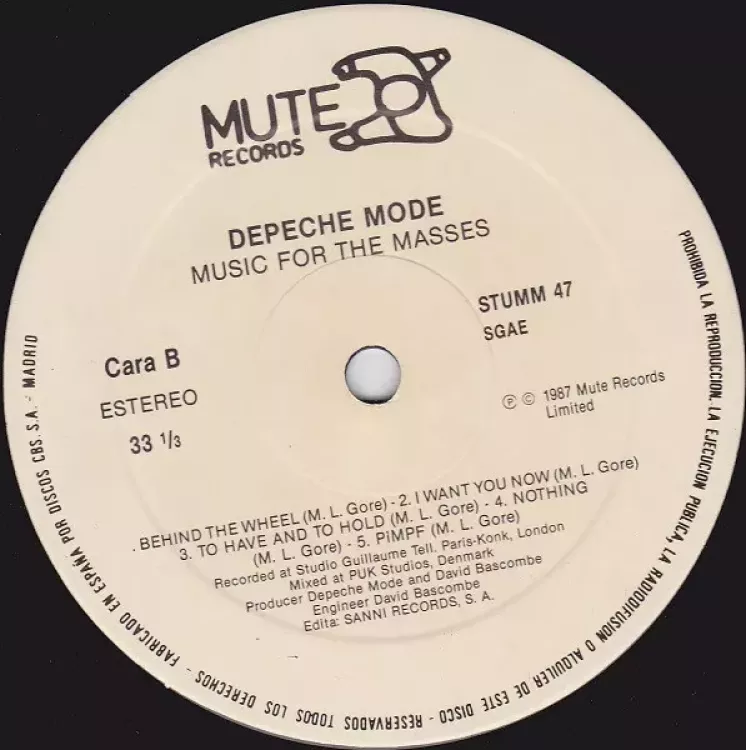 MUTE
RECORDS
DEPECHE MODE
MUSIC FOR THE MASSES
STUMM 47
SGAE
Cara B
ESTEREO
33 1/3
Ⓟ © 1987 Mute Records
Limited
. BEHIND THE WHEEL (M. L. Gore) - 2. I WANT YOU NOW (M. L. Gore)
3. TO HAVE AND TO HOLD (M. L. Gore) - 4. NOTHING
(M. L. Gore) - 5. PiMPF (M. L. Gore)
Recorded at Studio Guillaume Tell. Paris-Konk, London
Mixed at PUK Studios, Denmark
Producer Depeche Mode and David Bascombe
Engineer David Bascombe
Edita: SANNI RECORDS, S. A.
PROHIBIDA LA REPRODUCCION, LA EJECUCION PUBLICA, LA RADIODIFUSION O ALQUILER DE ESTE DISCO - RESERVADOS TODOS LOS DERECHOS - FABRICADO EN ESPAÑA POR DISCOS CBS. S.A. - MADRID